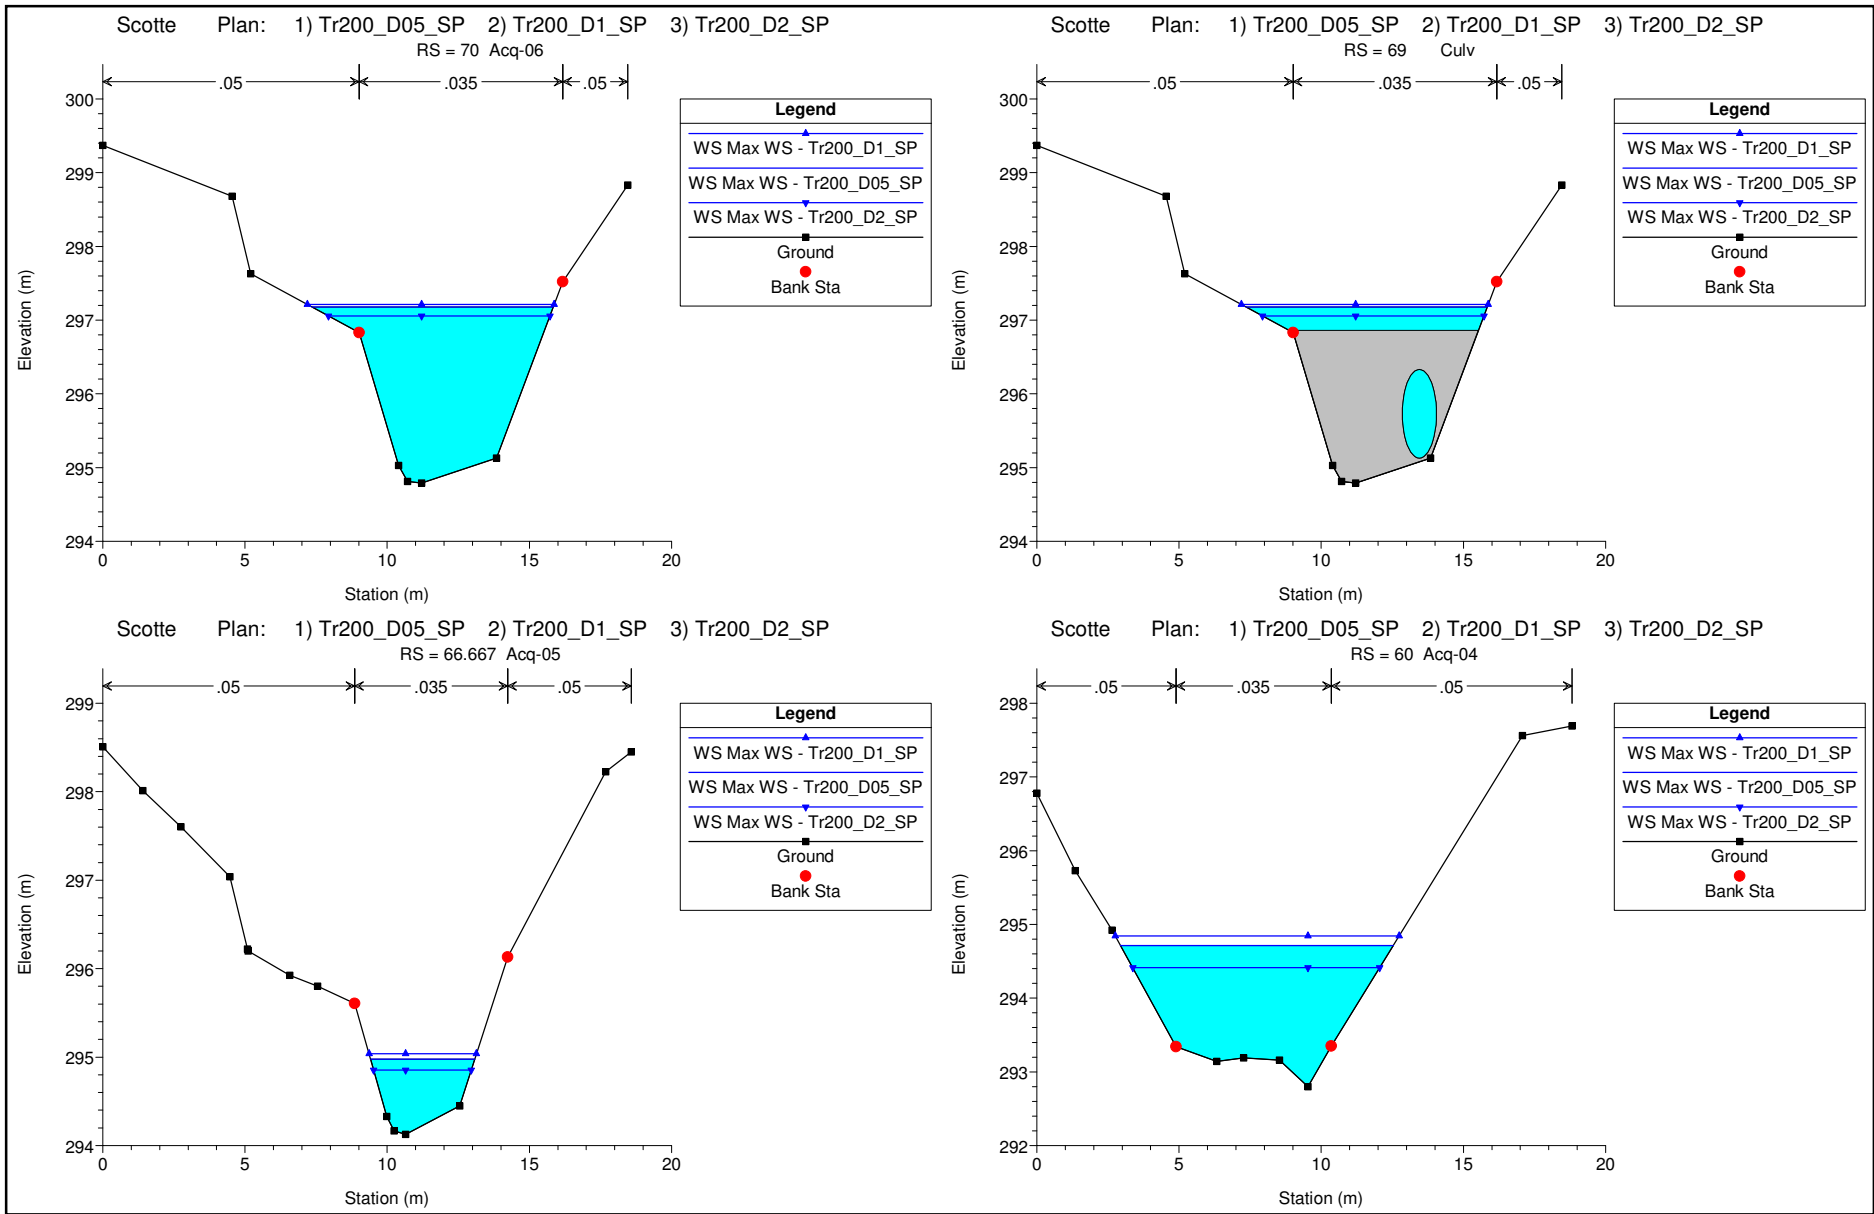 Scotte Plan: 1) Tr200_D05_SP 2) Tr200_D1_SP 3) Tr200_D2_SP
RS = 70 Acq-06
.05 .035 .05
300
299
298
297
296
295
294
Elevation (m)
0 5 10 15 20
Station (m)
Legend
WS Max WS - Tr200_D1_SP
WS Max WS - Tr200_D05_SP
WS Max WS - Tr200_D2_SP
Ground
Bank Sta
Scotte Plan: 1) Tr200_D05_SP 2) Tr200_D1_SP 3) Tr200_D2_SP
RS = 69 Culv
.05 .035 .05
300
299
298
297
296
295
294
Elevation (m)
0 5 10 15 20
Station (m)
Legend
WS Max WS - Tr200_D1_SP
WS Max WS - Tr200_D05_SP
WS Max WS - Tr200_D2_SP
Ground
Bank Sta
Scotte Plan: 1) Tr200_D05_SP 2) Tr200_D1_SP 3) Tr200_D2_SP
RS = 66.667 Acq-05
.05 .035 .05
299
298
297
296
295
294
Elevation (m)
0 5 10 15 20
Station (m)
Legend
WS Max WS - Tr200_D1_SP
WS Max WS - Tr200_D05_SP
WS Max WS - Tr200_D2_SP
Ground
Bank Sta
Scotte Plan: 1) Tr200_D05_SP 2) Tr200_D1_SP 3) Tr200_D2_SP
RS = 60 Acq-04
.05 .035 .05
298
297
296
295
294
293
292
Elevation (m)
0 5 10 15 20
Station (m)
Legend
WS Max WS - Tr200_D1_SP
WS Max WS - Tr200_D05_SP
WS Max WS - Tr200_D2_SP
Ground
Bank Sta